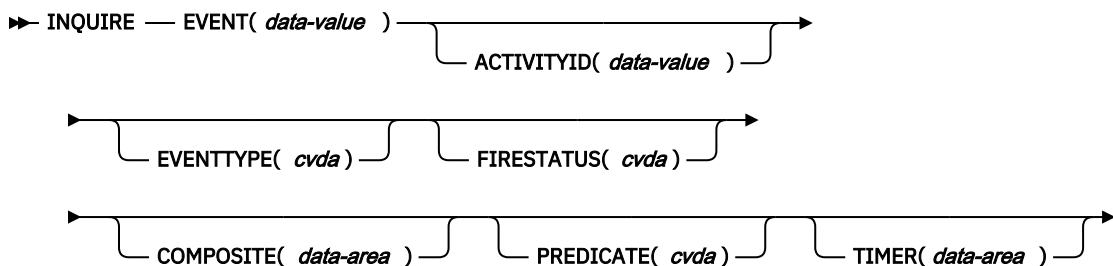 INQUIRE EVENT( data-value )
ACTIVITYID( data-value )
EVENTTYPE( cvda ) FIRESTATUS( cvda )
COMPOSITE( data-area ) PREDICATE( cvda ) TIMER( data-area )